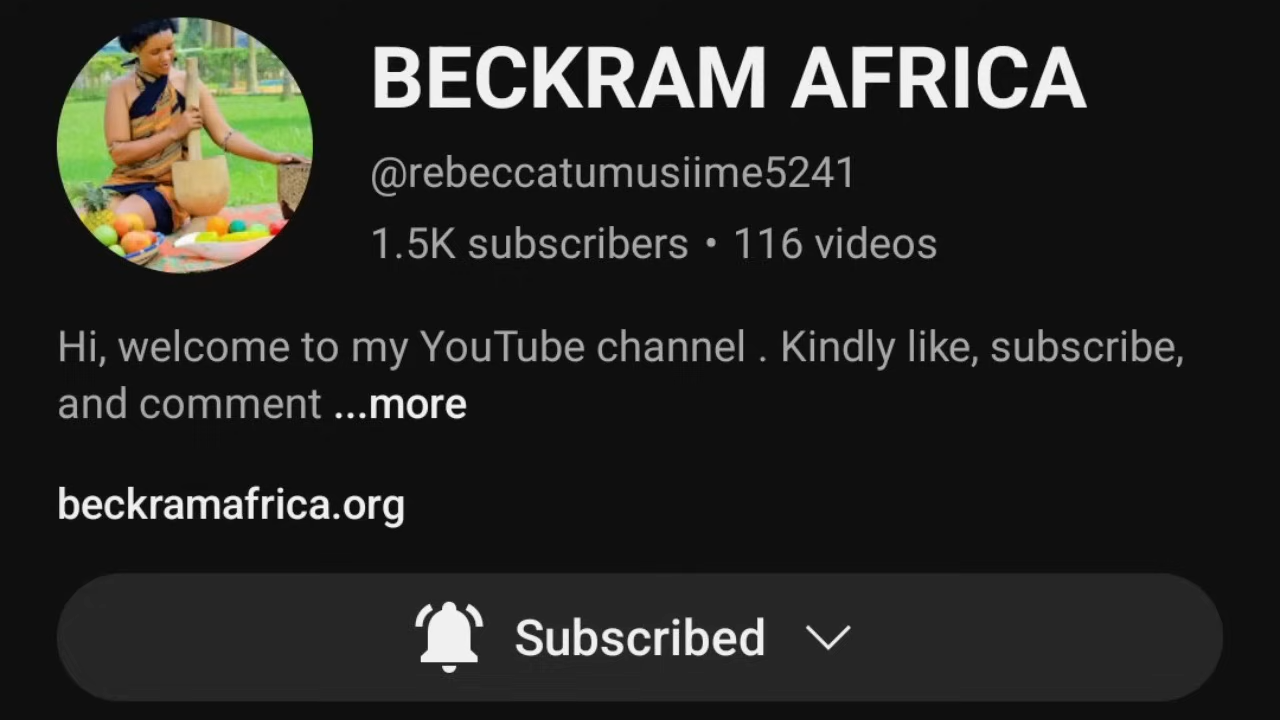 BECKRAM AFRICA
@rebeccatumusiime5241
1.5K subscribers • 116 videos
Hi, welcome to my YouTube channel . Kindly like, subscribe,
and comment ...more
beckramafrica.org
Subscribed